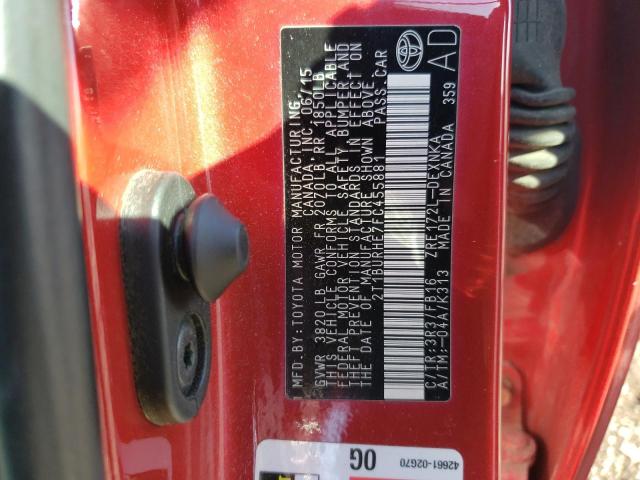 MFD.BY:TOYOTA MOTOR MANUFACTURING
CANADA,INC. 06/15
GVWR 3820LB GAWR FR 2070LB RR 1850LB
THIS VEHICLE CONFORMS TO ALL APPLICABLE
FEDERAL MOTOR VEHICLE SAFETY, BUMPER, AND
THEFT PREVENTION STANDARDS IN EFFECT ON
THE DATE OF MANUFACTURE SHOWN ABOVE.
2T1BURHE7FC455881 PASS.CAR
C/TR:3R3/FB16 ZRE172L-DEXNKA
A/TM:-04A/K313 MADE IN CANADA 359
AD
42661-02G70
0G